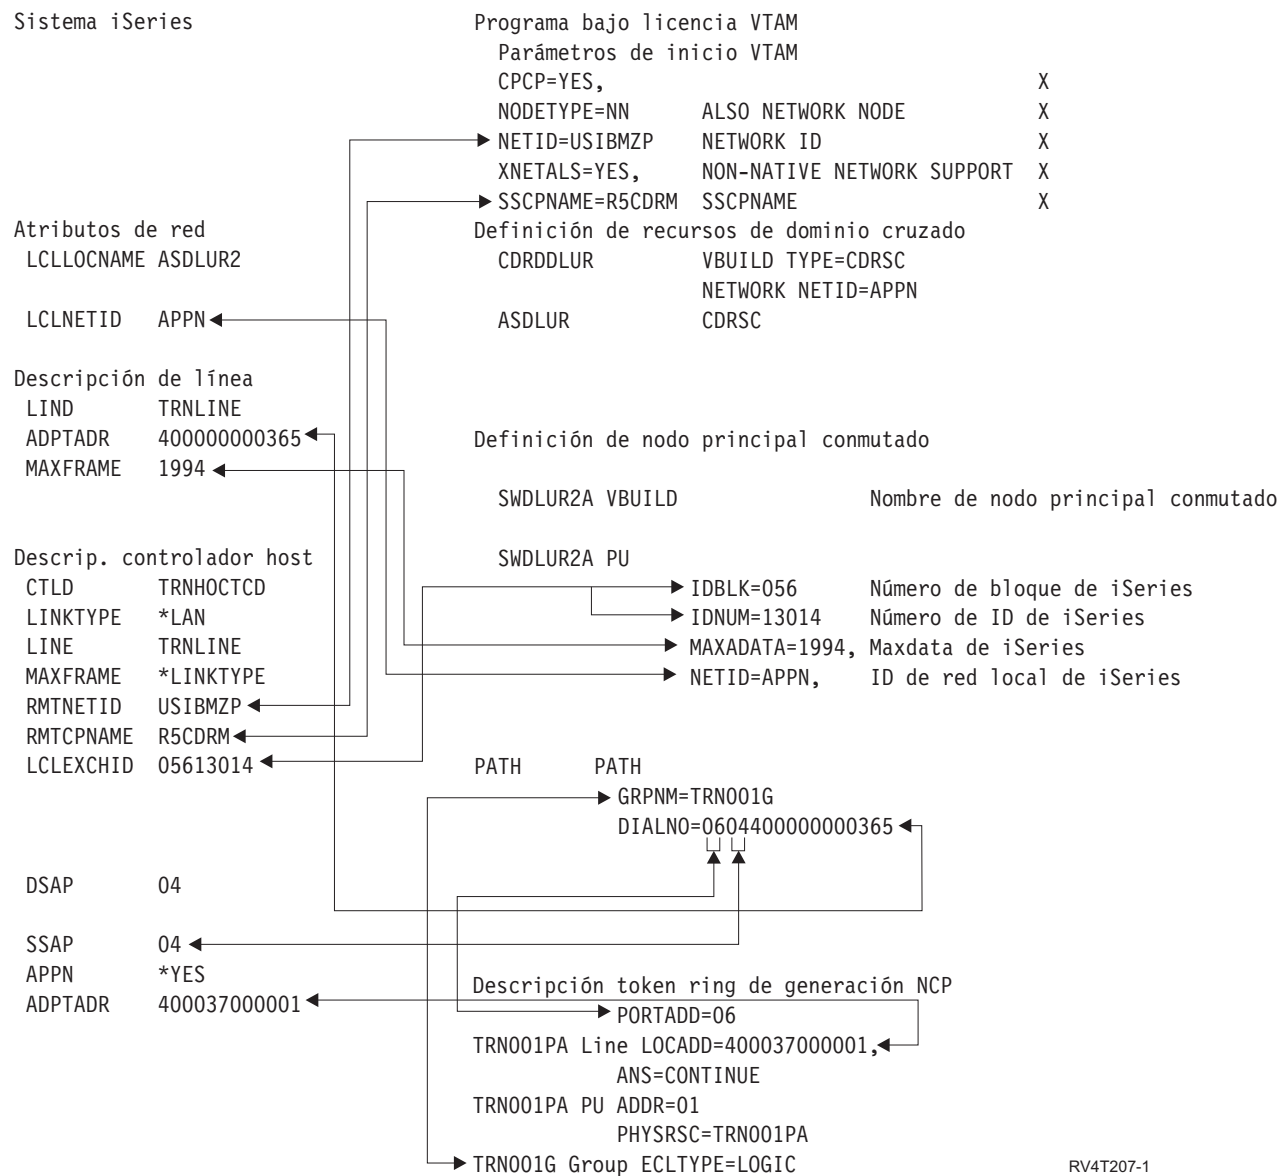 Sistema iSeries
Programa bajo licencia VTAM
Parámetros de inicio VTAM
CPCP=YES, X
NODETYPE=NN ALSO NETWORK NODE X
NETID=USIBMZP NETWORK ID X
XNETALS=YES, NON-NATIVE NETWORK SUPPORT X
SSCPNAME=R5CDRM SSCPNAME X
Atributos de red
Definición de recursos de dominio cruzado
LCLLOCNAME ASDLUR2
CDRDDLUR VBUILD TYPE=CDRSC
NETWORK NETID=APPN
LCLNETID APPN
ASDLUR CDRSC
Descripción de línea
LIND TRNLINE
ADPTADR 400000000365
Definición de nodo principal conmutado
MAXFRAME 1994
SWDLUR2A VBUILD Nombre de nodo principal conmutado
Descrip. controlador host
SWDLUR2A PU
CTLD TRNHOCTCD
IDBLK=056 Número de bloque de iSeries
LINKTYPE *LAN
IDNUM=13014 Número de ID de iSeries
LINE TRNLINE
MAXADATA=1994, Maxdata de iSeries
MAXFRAME *LINKTYPE
NETID=APPN, ID de red local de iSeries
RMTNETID USIBMZP
RMTCPNAME R5CDRM
LCLEXCHID 05613014
PATH PATH
GRPNM=TRN001G
DIALNO=0604400000000365
DSAP 04
SSAP 04
APPN *YES
Descripción token ring de generación NCP
ADPTADR 400037000001
PORTADD=06
TRN001PA Line LOCADD=400037000001,
ANS=CONTINUE
TRN001PA PU ADDR=01
PHYSRSC=TRN001PA
TRN001G Group ECLTYPE=LOGIC
RV4T207-1